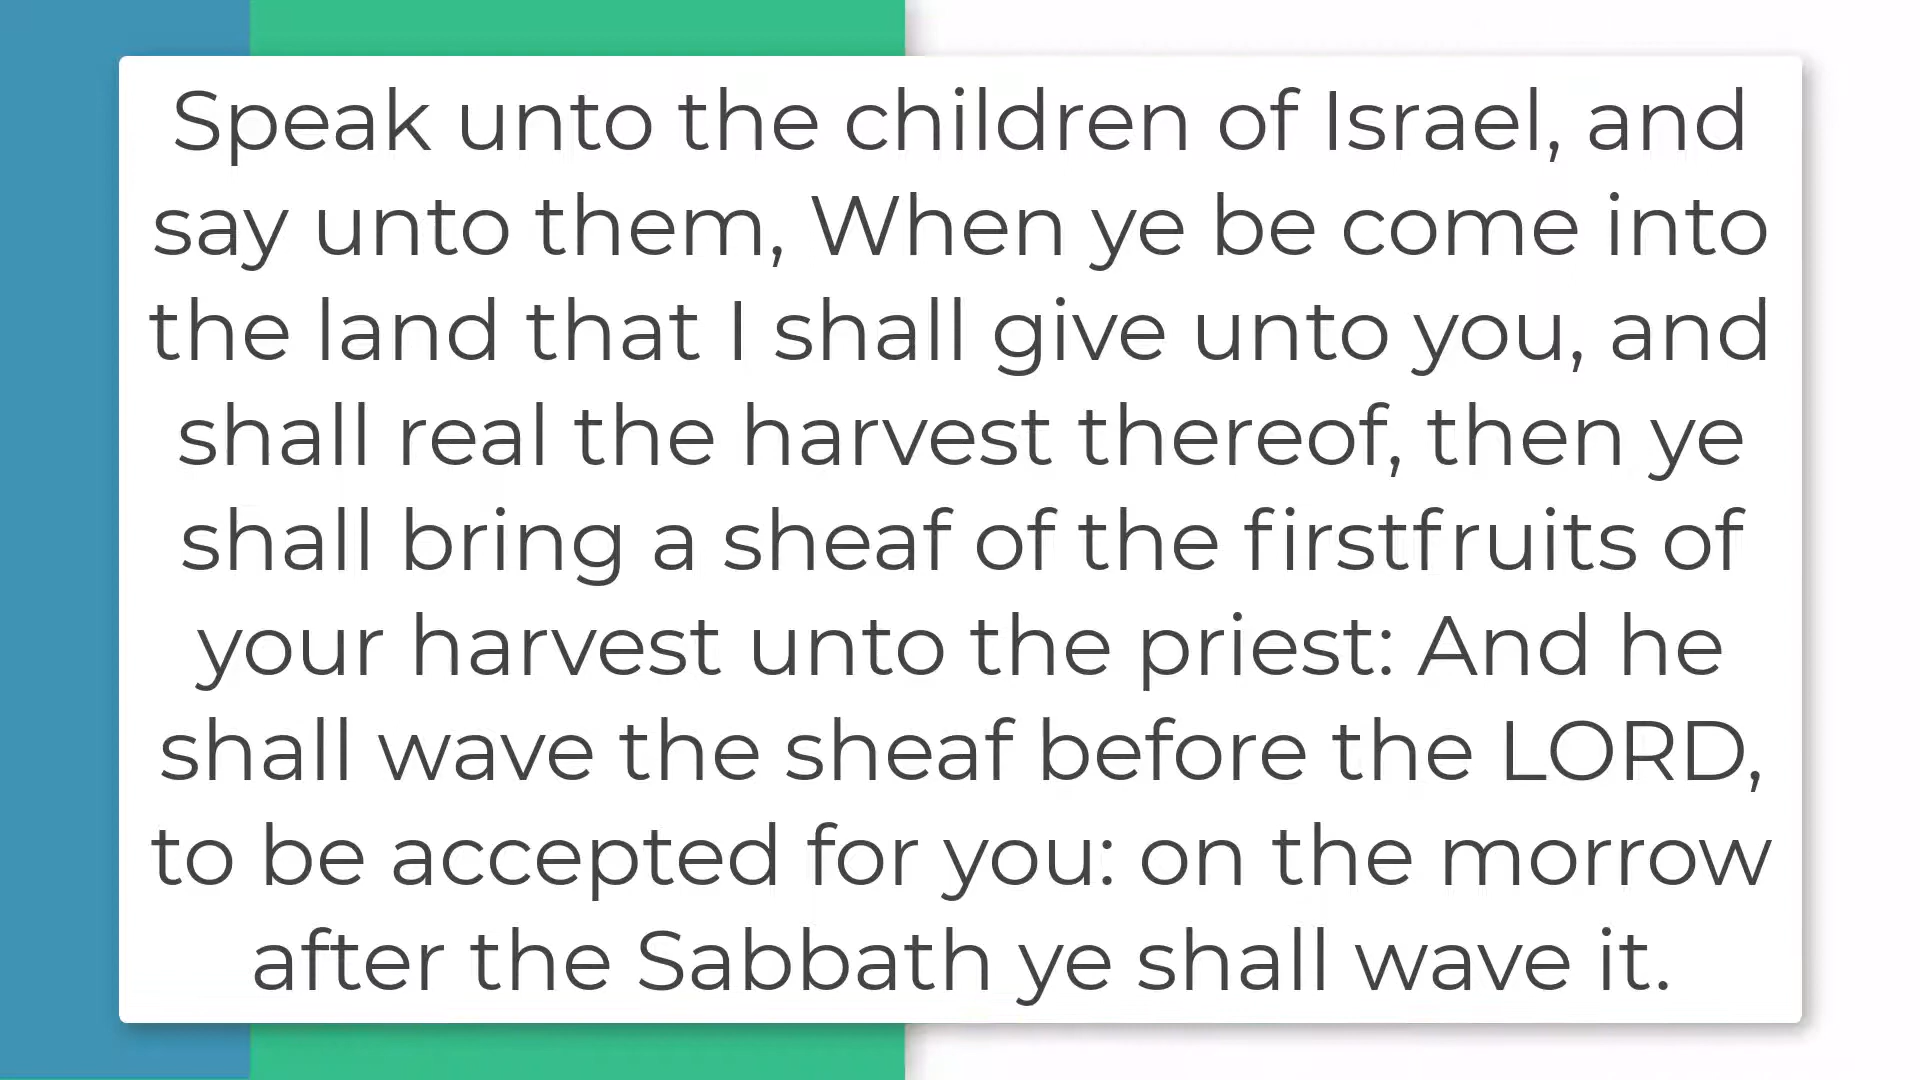 Speak unto the children of Israel, and
say unto them, When ye be come into
the land that I shall give unto you, and
shall real the harvest thereof, then ye
shall bring a sheaf of the firstfruits of
your harvest unto the priest: And he
shall wave the sheaf before the LORD,
to be accepted for you: on the morrow
after the Sabbath ye shall wave it.